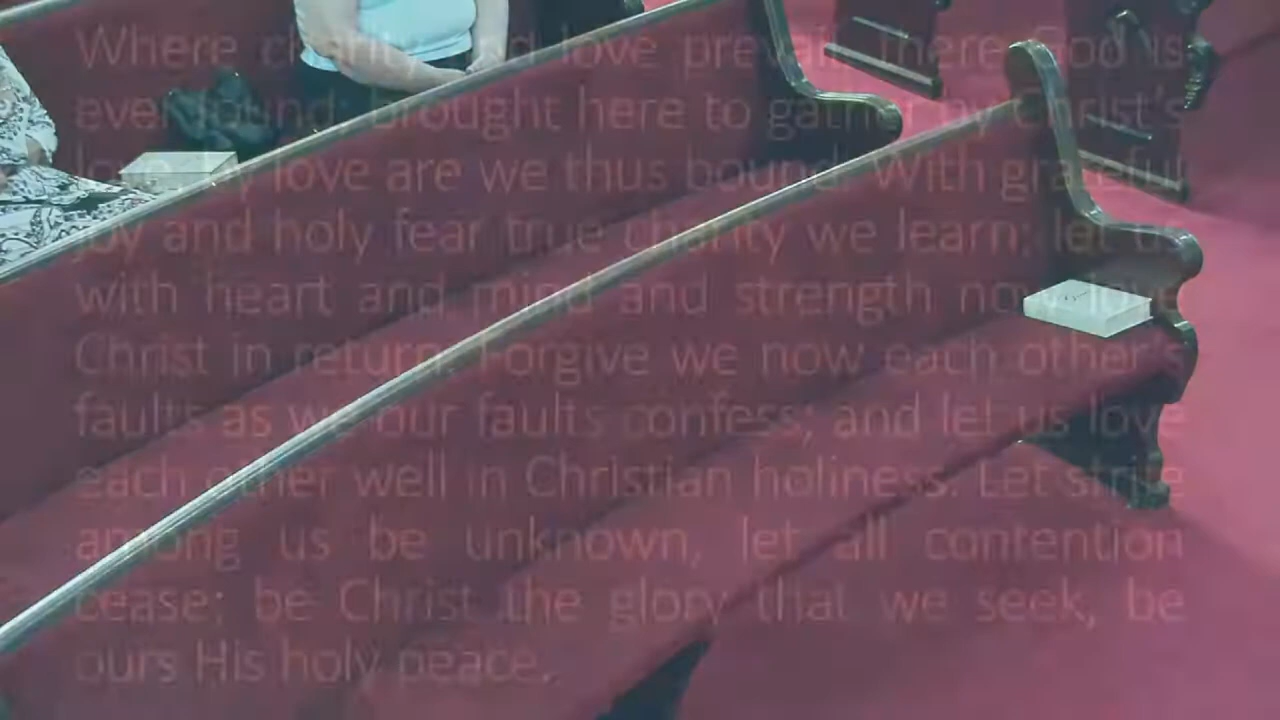 Where charity and love prevail, there God is
ever found; brought here to gather by Christ's
love, by love are we thus bound. With grateful
joy and holy fear true charity we learn; let us
with heart and mind and strength now love
Christ in return. Forgive we now each other's
faults as we our faults confess; and let us love
each other well in Christian holiness. Let strife
among us be unknown, let all contention
cease; be Christ the glory that we seek, be
ours His holy peace.